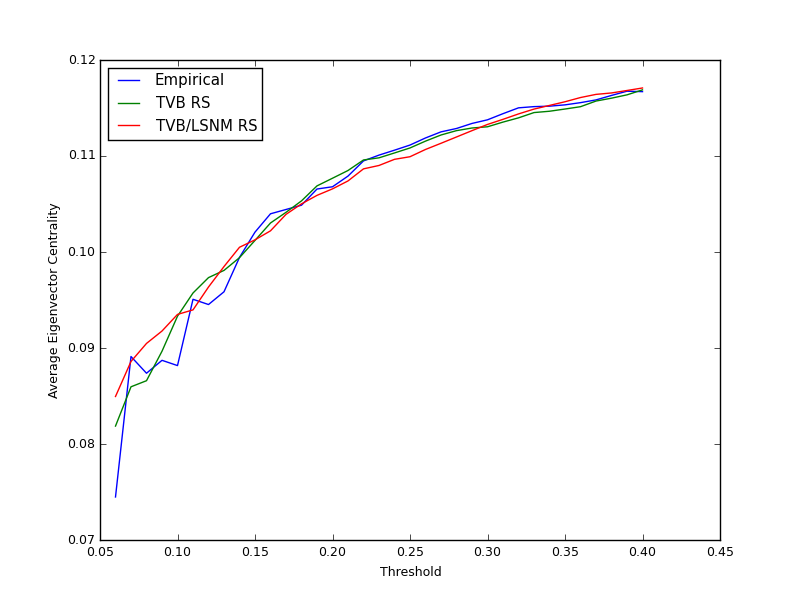 0.12
0.11
0.10
0.09
0.08
0.07
Average Eigenvector Centrality
Empirical
TVB RS
TVB/LSNM RS
0.05 0.10 0.15 0.20 0.25 0.30 0.35 0.40 0.45
Threshold